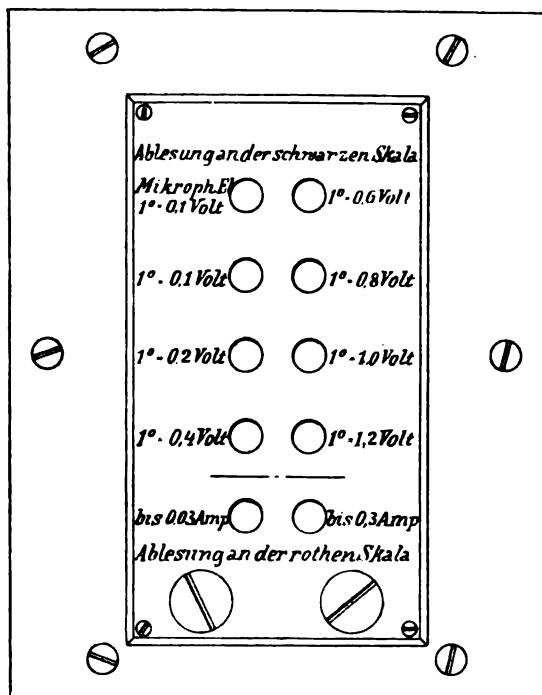 Ablesung an der schwarzen Skala
Mikroph. El
1° - 0,1 Volt
1° - 0,6 Volt
1° - 0,1 Volt
1° - 0,8 Volt
1° - 0,2 Volt
1° - 1,0 Volt
1° - 0,4 Volt
1° - 1,2 Volt
bis 0,03 Amp
bis 0,3 Amp
Ablesung an der rothen Skala